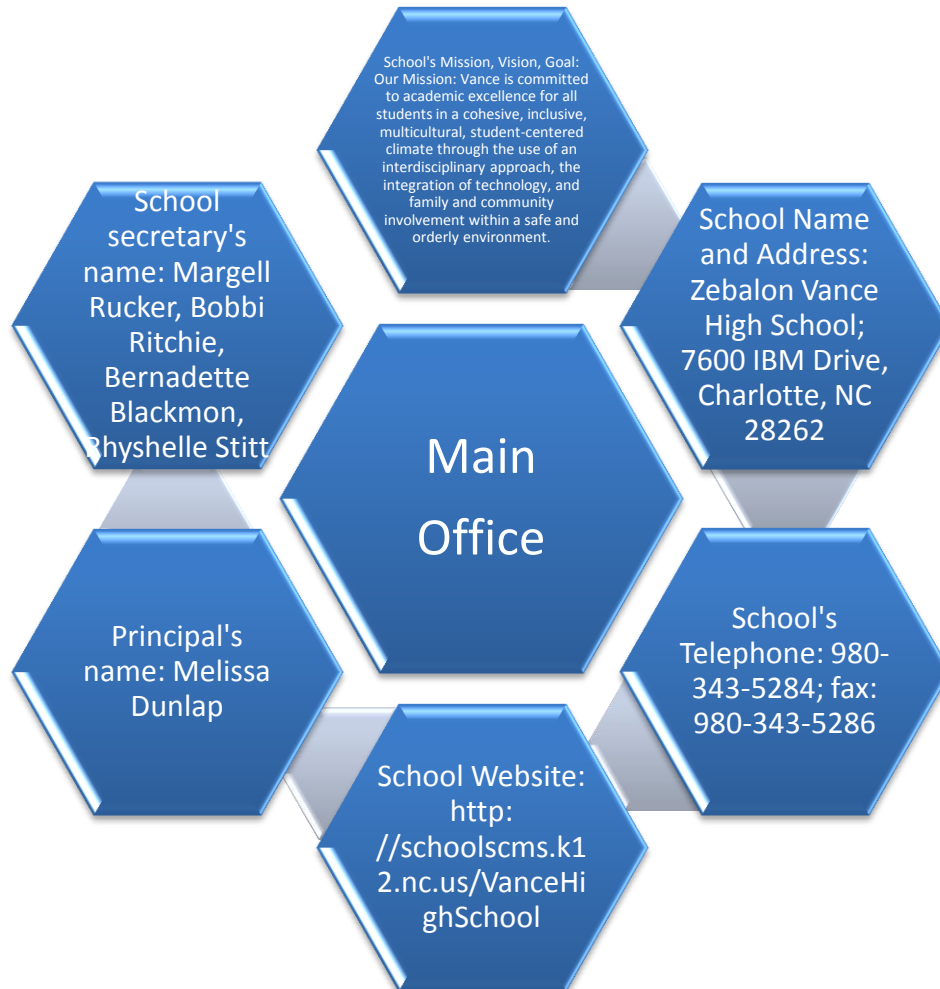 School's Mission, Vision, Goal:
Our Mission: Vance is committed
to academic excellence for all
students in a cohesive, inclusive,
multicultural, student-centered
climate through the use of an
interdisciplinary approach, the
integration of technology, and
family and community
involvement within a safe and
orderly environment.
School Name
and Address:
Zebalon Vance
High School;
7600 IBM Drive,
Charlotte, NC
28262
School's
Telephone: 980-
343-5284; fax:
980-343-5286
School Website:
http:
//schoolscms.k1
2.nc.us/VanceHi
ghSchool
Principal's
name: Melissa
Dunlap
School
secretary's
name: Margell
Rucker, Bobbi
Ritchie,
Bernadette
Blackmon,
Rhyshelle Stitt
Main
Office